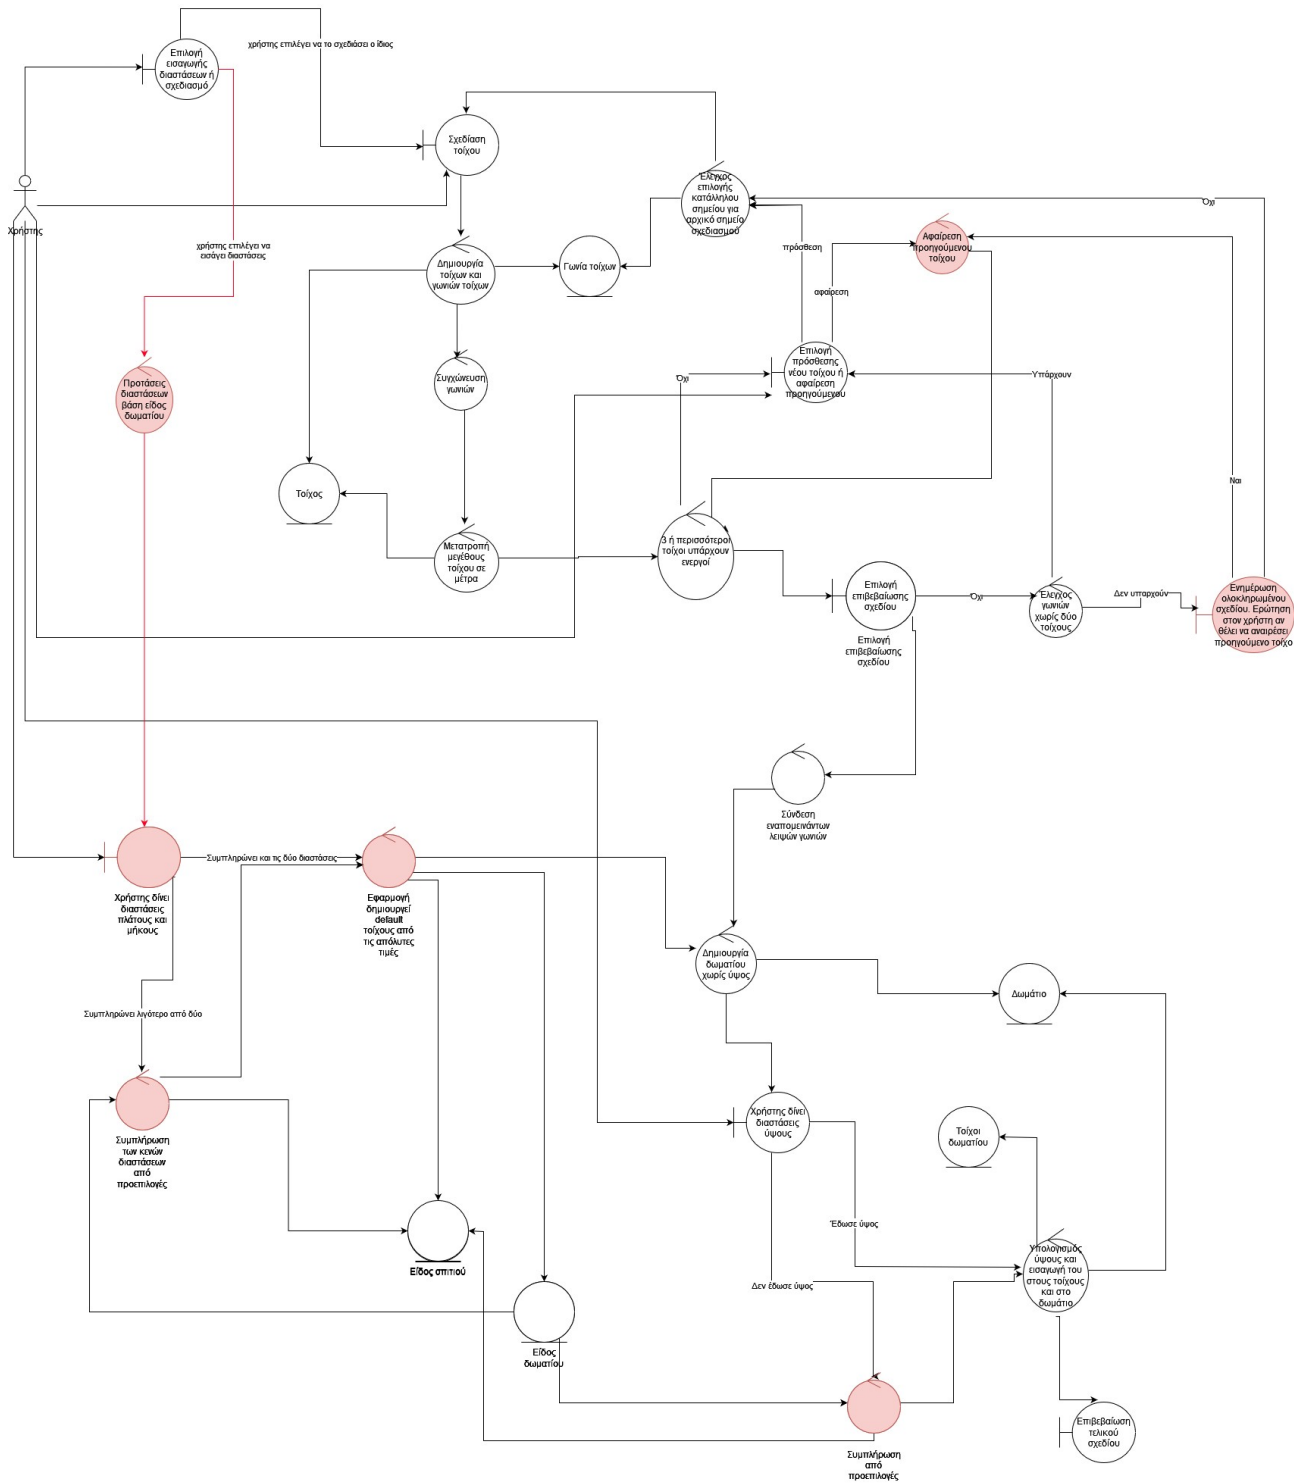 Επιλογή
εισαγωγής
διαστάσεων ή
σχεδιασμό
χρήστης επιλέγει να το σχεδιάσει ο ίδιος
Σχεδίαση
τοίχου
Έλεγχος
επιλογής
κατάλληλου
σημείου για
αρχικό σημείο
σχεδιασμού
Όχι
Χρήστης
χρήστης επιλέγει να
εισάγει διαστάσεις
πρόσθεση
Αφαίρεση
προηγούμενου
τοίχου
Δημιουργία
τοίχων και
γωνιών τοίχων
Γωνία τοίχων
αφαίρεση
Προτάσεις
διαστάσεων
βάση είδος
δωματίου
Συγχώνευση
γωνιών
Όχι
Επιλογή
πρόσθεσης
νέου τοίχου ή
αφαίρεση
προηγούμενου
Υπάρχουν
Ναι
Τοίχος
Μετατροπή
μεγέθους
τοίχου σε
μέτρα
3 ή περισσότεροι
τοίχοι υπάρχουν
ενεργοί
Επιλογή
επιβεβαίωσης
σχεδίου
Επιλογή
επιβεβαίωσης
σχεδίου
Όχι
Έλεγχος
γωνιών
χωρίς δύο
τοίχους
Δεν υπαρχούν
Ενημέρωση
ολοκληρωμένου
σχεδίου. Ερώτηση
στον χρήστη αν
θέλει να αναιρέσει
προηγούμενο τοίχο
Σύνδεση
εναπομεινάντων
λειψών γωνιών
Χρήστης δίνει
διαστάσεις
πλάτους και
μήκους
Συμπληρώνει και τις δύο διαστάσεις
Εφαρμογή
δημιουργεί
default
τοίχους από
τις απόλυτες
τιμές
Δημιουργία
δωματίου
χωρίς ύψος
Δωμάτιο
Συμπληρώνει λιγότερο από δύο
Συμπλήρωση
των κενών
διαστάσεων
από
προεπιλογές
Χρήστης δίνει
διαστάσεις
ύψους
Τοίχοι
δωματίου
Έδωσε ύψος
Είδος σπιτιού
Υπολογισμός
ύψους και
εισαγωγή του
στους τοίχους
και στο
δωμάτιο
Δεν έδωσε ύψος
Είδος
δωματίου
Συμπλήρωση
από
προεπιλογές
Επιβεβαίωση
τελικού
σχεδίου